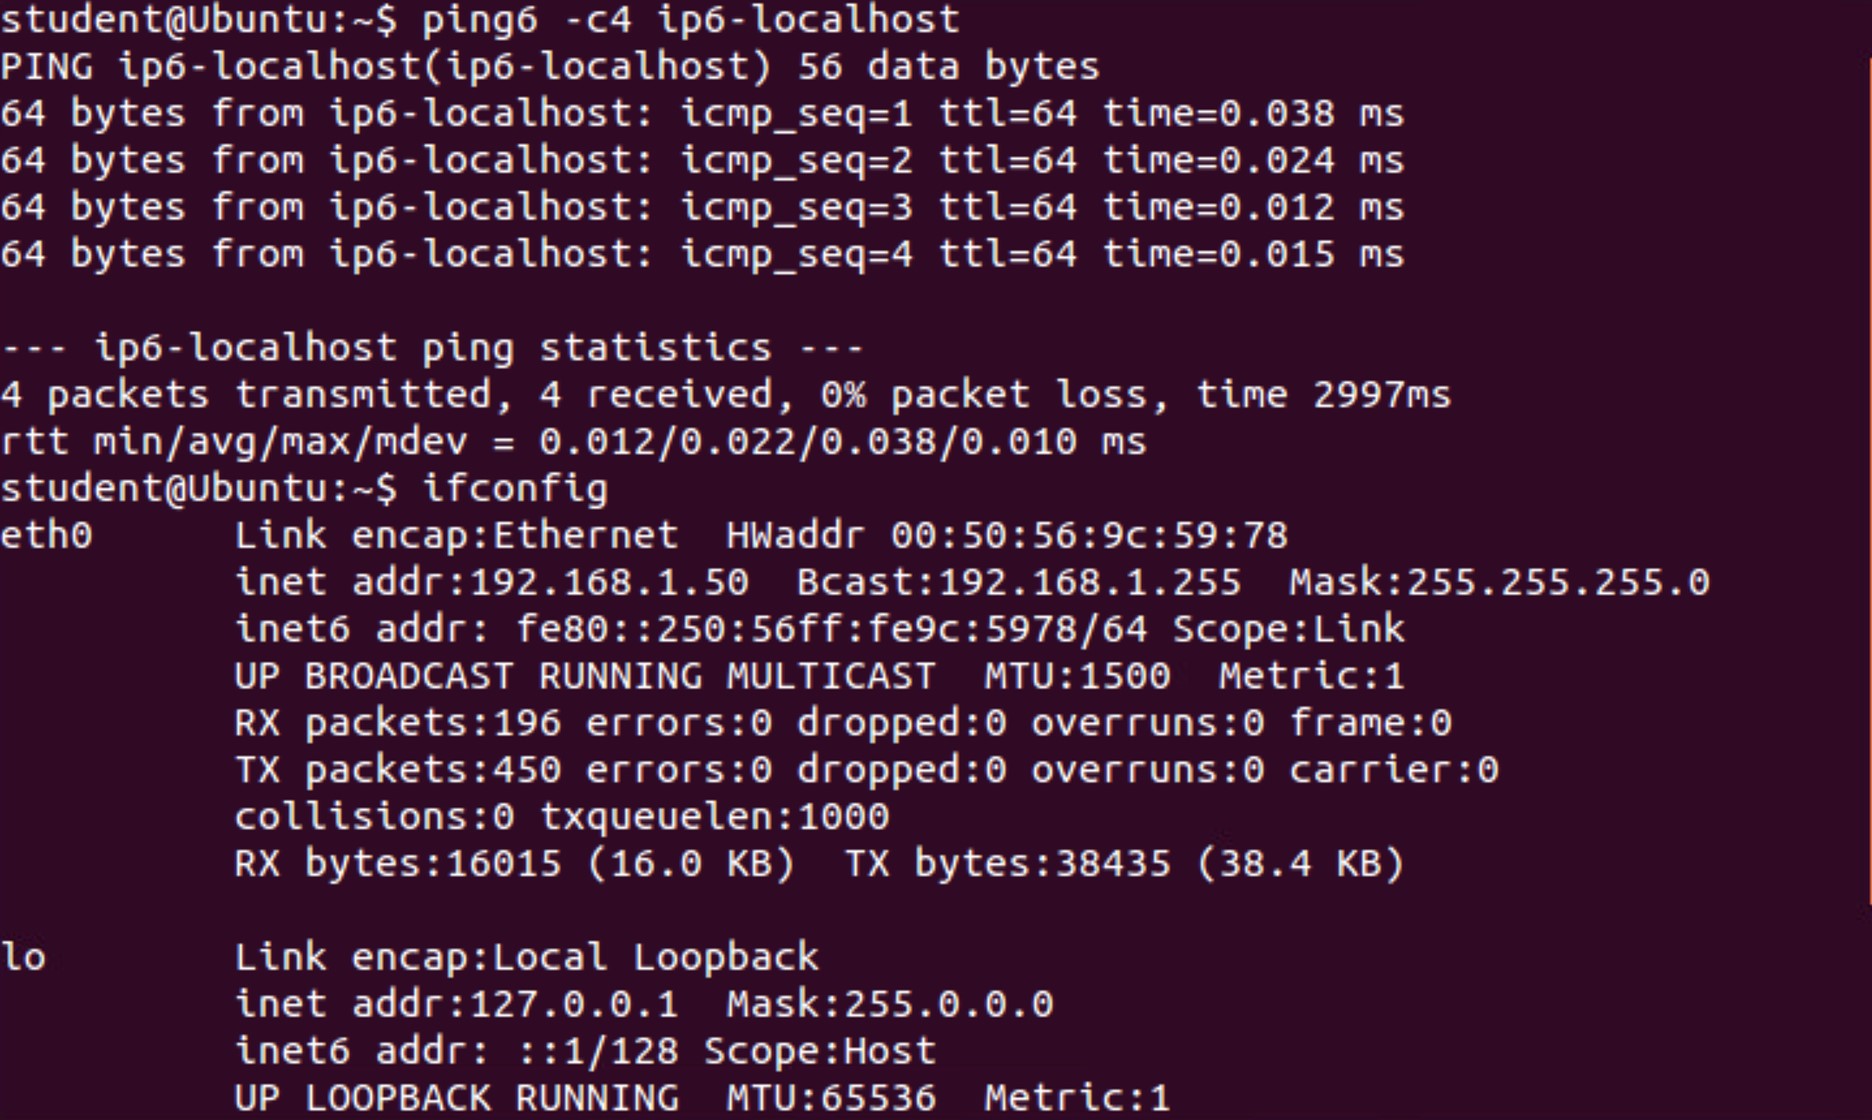 student@Ubuntu:~$ ping6 -c4 ip6-localhost
PING ip6-localhost(ip6-localhost) 56 data bytes
64 bytes from ip6-localhost: icmp_seq=1 ttl=64 time=0.038 ms
64 bytes from ip6-localhost: icmp_seq=2 ttl=64 time=0.024 ms
64 bytes from ip6-localhost: icmp_seq=3 ttl=64 time=0.012 ms
64 bytes from ip6-localhost: icmp_seq=4 ttl=64 time=0.015 ms

--- ip6-localhost ping statistics ---
4 packets transmitted, 4 received, 0% packet loss, time 2997ms
rtt min/avg/max/mdev = 0.012/0.022/0.038/0.010 ms
student@Ubuntu:~$ ifconfig
eth0      Link encap:Ethernet  HWaddr 00:50:56:9c:59:78
          inet addr:192.168.1.50  Bcast:192.168.1.255  Mask:255.255.255.0
          inet6 addr: fe80::250:56ff:fe9c:5978/64 Scope:Link
          UP BROADCAST RUNNING MULTICAST  MTU:1500  Metric:1
          RX packets:196 errors:0 dropped:0 overruns:0 frame:0
          TX packets:450 errors:0 dropped:0 overruns:0 carrier:0
          collisions:0 txqueuelen:1000
          RX bytes:16015 (16.0 KB)  TX bytes:38435 (38.4 KB)

lo        Link encap:Local Loopback
          inet addr:127.0.0.1  Mask:255.0.0.0
          inet6 addr: ::1/128 Scope:Host
          UP LOOPBACK RUNNING  MTU:65536  Metric:1